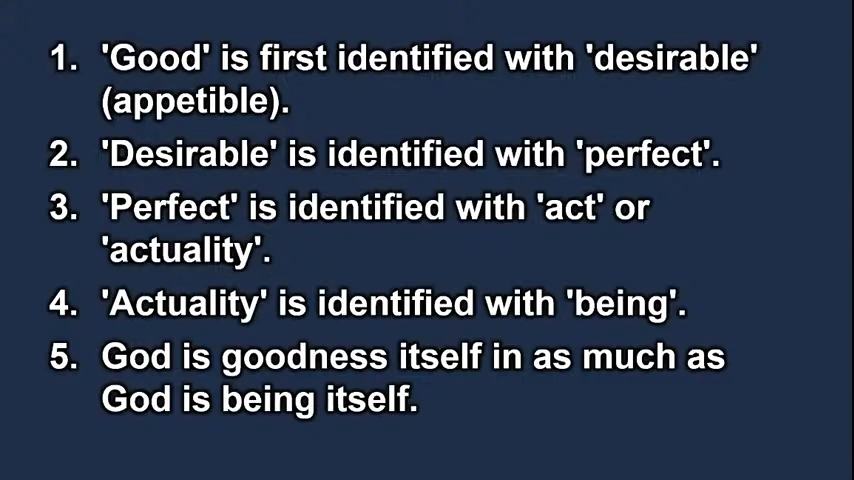 1. 'Good' is first identified with 'desirable'
(appetible).
2. 'Desirable' is identified with 'perfect'.
3. 'Perfect' is identified with 'act' or
'actuality'.
4. 'Actuality' is identified with 'being'.
5. God is goodness itself in as much as
God is being itself.